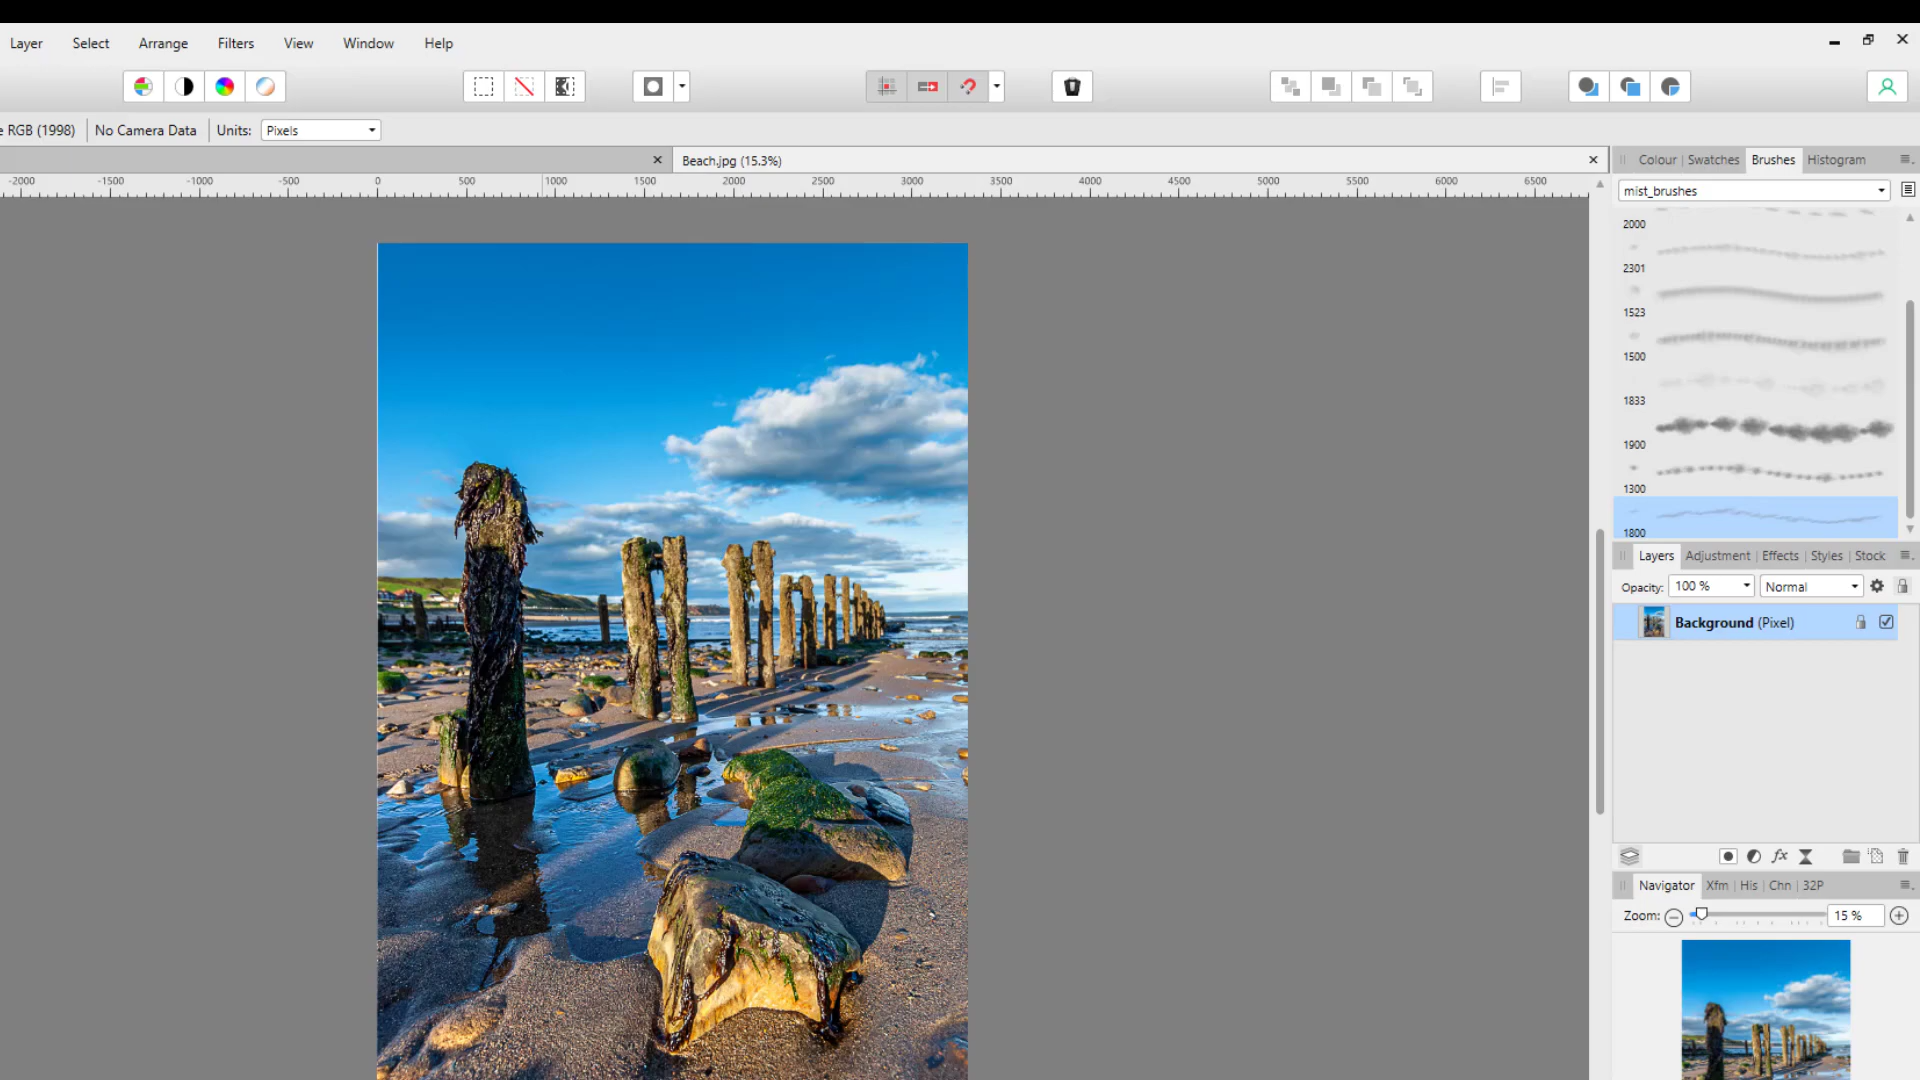 Layer Select Arrange Filters View Window Help
e RGB (1998) No Camera Data Units: Pixels
Beach.jpg (15.3%)
-2000 -1500 -1000 -500 0 500 1000 1500 2000 2500 3000 3500 4000 4500 5000 5500 6000 6500
Colour Swatches Brushes Histogram
mist_brushes
2000
2301
1523
1500
1833
1900
1300
1800
Layers Adjustment Effects Styles Stock
Opacity: 100 % Normal
Background (Pixel)
fx
Navigator Xfm His Chn 32P
Zoom: 15 %